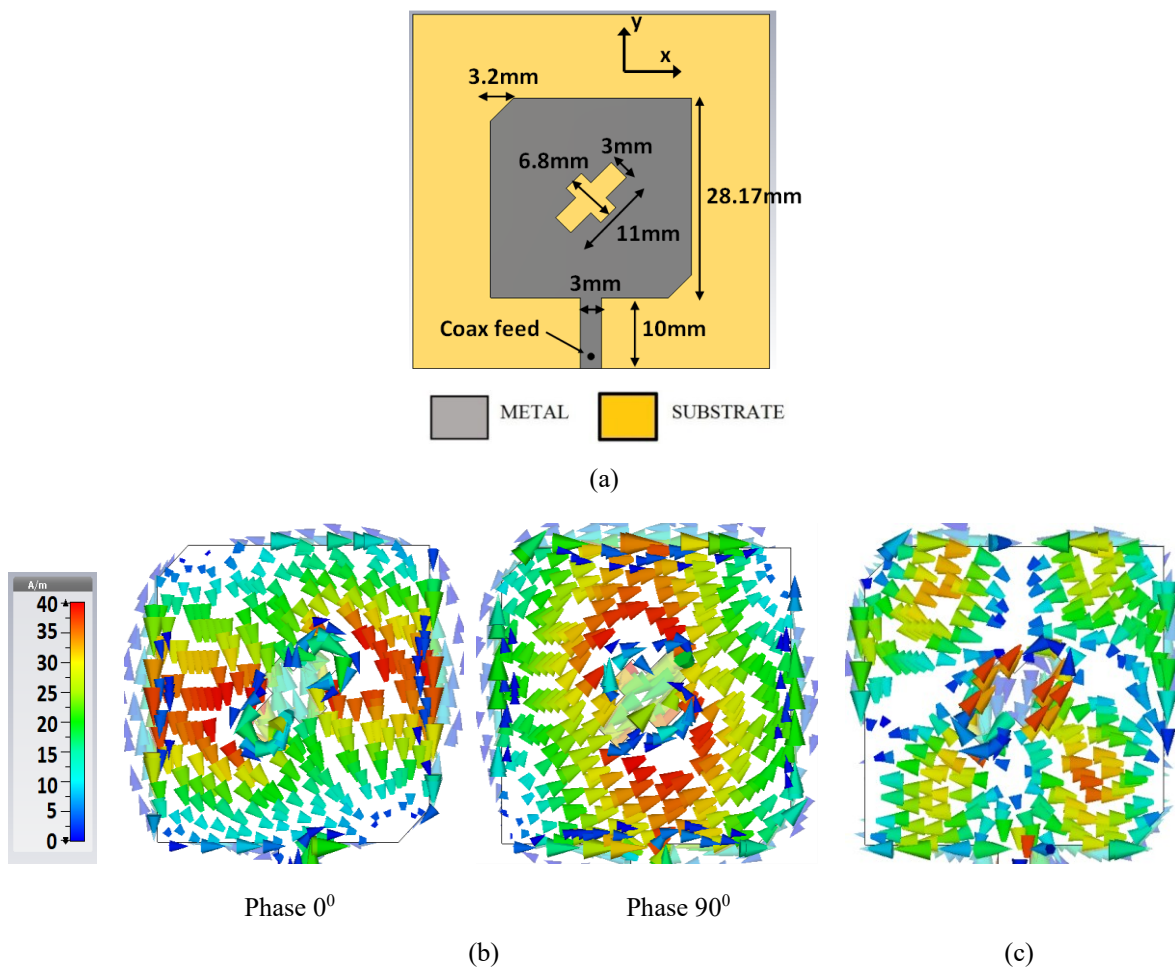 y
x
3.2mm
3mm
6.8mm
28.17mm
11mm
3mm
Coax feed
10mm
METAL
SUBSTRATE
(a)
A/m
40
35
30
25
20
15
10
5
0
Phase 0⁰
Phase 90⁰
(b)
(c)